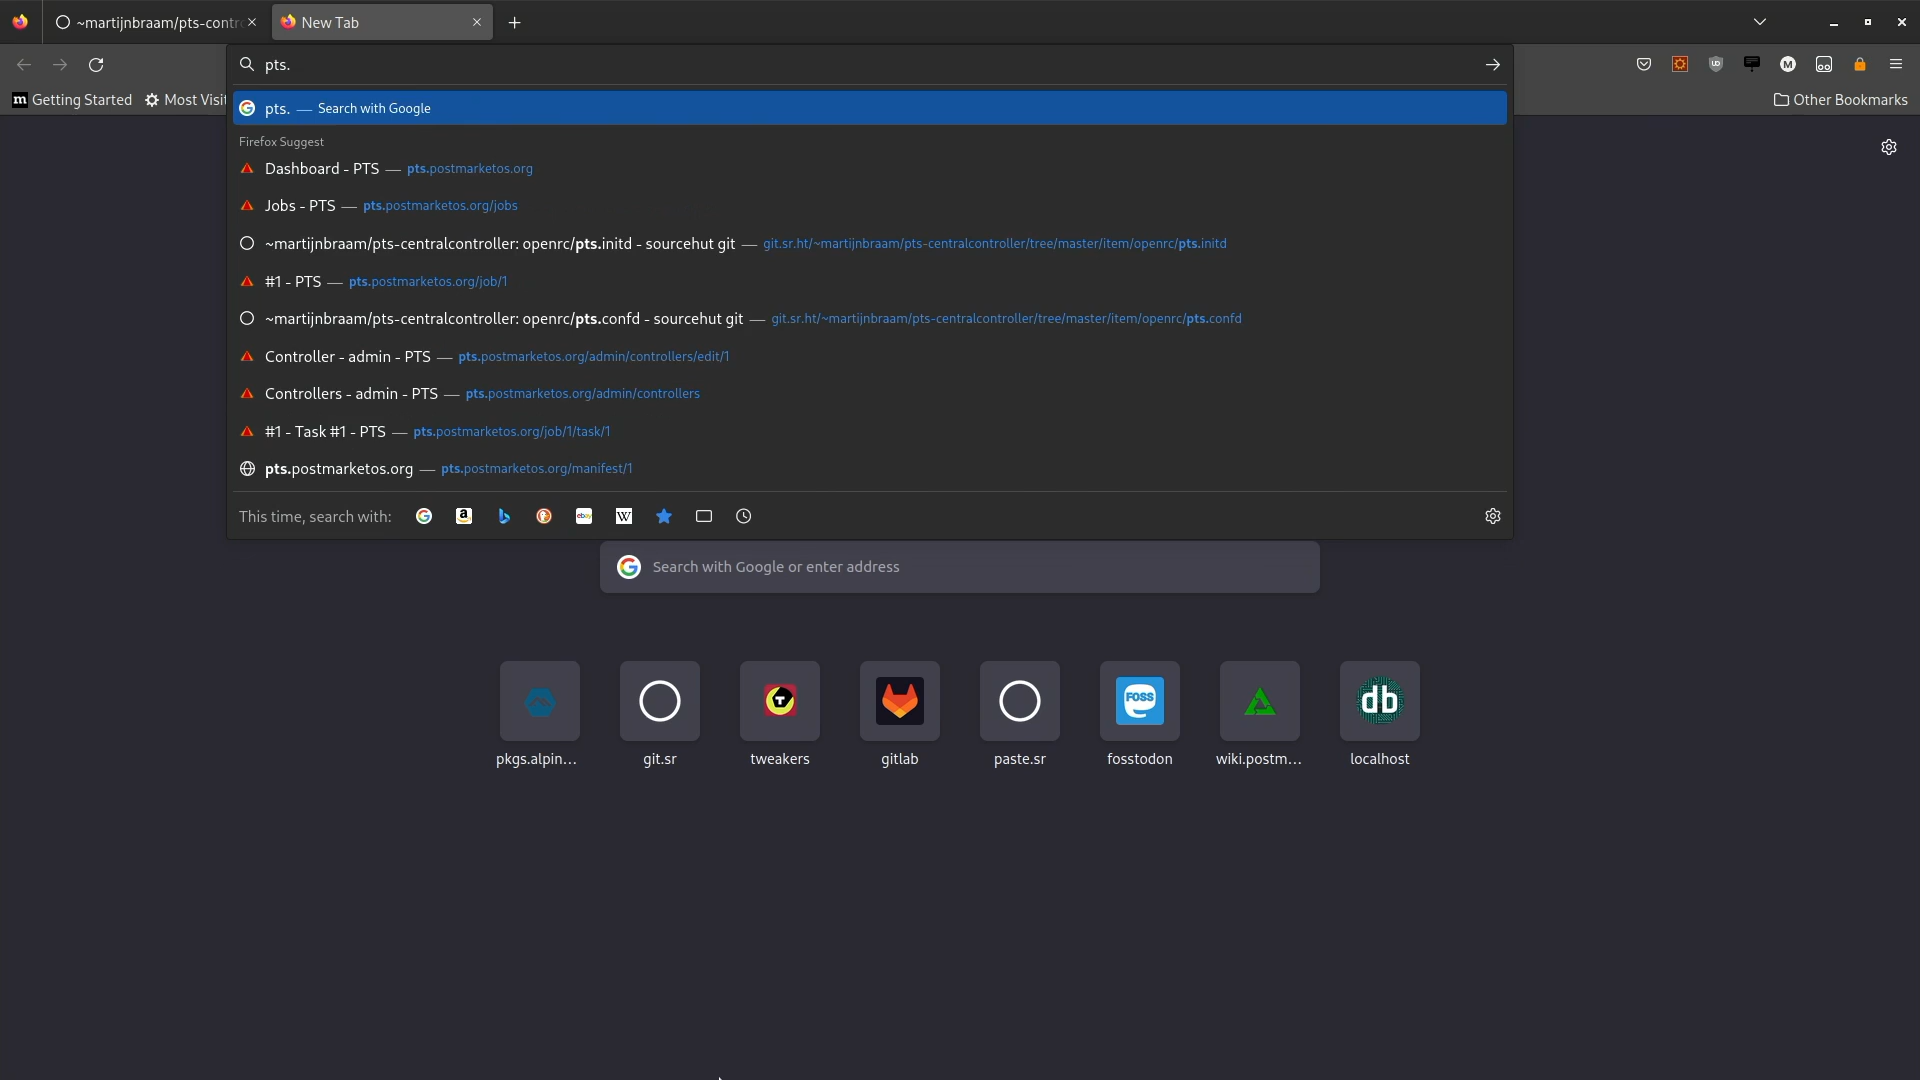 ~martijnbraam/pts-contr
New Tab
pts.
Getting Started
Most Visit
Other Bookmarks
pts. — Search with Google
Firefox Suggest
Dashboard - PTS — pts.postmarketos.org
Jobs - PTS — pts.postmarketos.org/jobs
~martijnbraam/pts-centralcontroller: openrc/pts.initd - sourcehut git — git.sr.ht/~martijnbraam/pts-centralcontroller/tree/master/item/openrc/pts.initd
#1 - PTS — pts.postmarketos.org/job/1
~martijnbraam/pts-centralcontroller: openrc/pts.confd - sourcehut git — git.sr.ht/~martijnbraam/pts-centralcontroller/tree/master/item/openrc/pts.confd
Controller - admin - PTS — pts.postmarketos.org/admin/controllers/edit/1
Controllers - admin - PTS — pts.postmarketos.org/admin/controllers
#1 - Task #1 - PTS — pts.postmarketos.org/job/1/task/1
pts.postmarketos.org — pts.postmarketos.org/manifest/1
This time, search with:
Search with Google or enter address
FOSS
db
pkgs.alpin...
git.sr
tweakers
gitlab
paste.sr
fosstodon
wiki.postm...
localhost